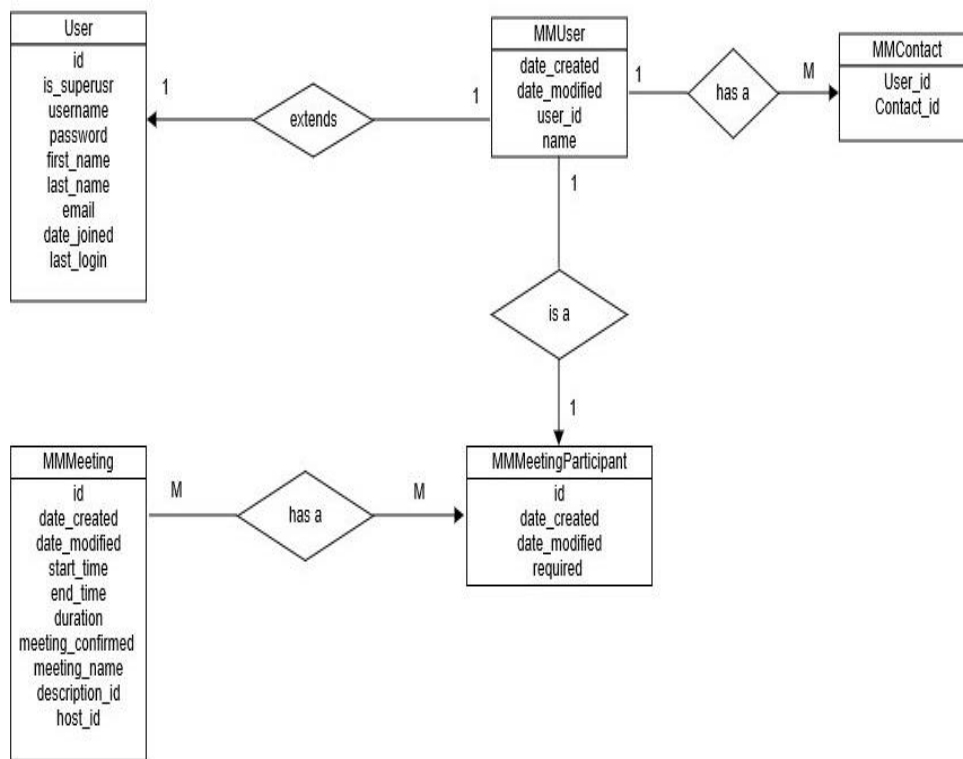 User
id
is_superusr
username
password
first_name
last_name
email
date_joined
last_login
1
extends
1
MMUser
date_created
date_modified
user_id
name
1
has a
M
MMContact
User_id
Contact_id
1
is a
1
MMMeeting
id
date_created
date_modified
start_time
end_time
duration
meeting_confirmed
meeting_name
description_id
host_id
M
has a
M
MMMeetingParticipant
id
date_created
date_modified
required